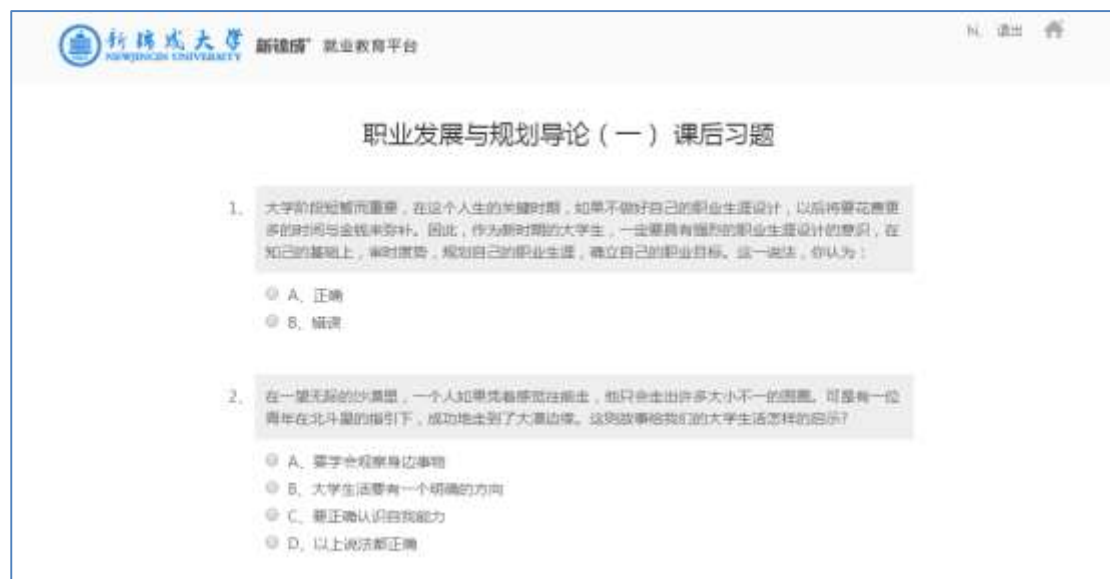 新锦成大学 新锦成 就业教育平台
NEWJINCEN UNIVERSITY
hi, 退出
职业发展与规划导论（一） 课后习题
1、 大学阶段短暂而重要，在这个人生的关键时期，如果不做好自己的职业生涯设计，以后将要花费更
多的时间与金钱来弥补。因此，作为新时期的大学生，一定要具有强烈的职业生涯设计的意识，在
知己的基础上，审时度势，规划自己的职业生涯，确立自己的职业目标。这一说法，你认为：
A、正确
B、错误
2、 在一望无际的沙漠里，一个人如果凭着感觉往前走，他只会走出许多大小不一的圆圈。可是有一位
青年在北斗星的指引下，成功地走到了大漠边缘。这则故事给我们的大学生活怎样的启示?
A、要学会观察身边事物
B、大学生活要有一个明确的方向
C、要正确认识自我能力
D、以上说法都正确